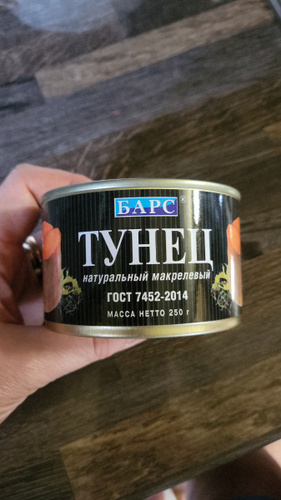 БАРС®
ТУНЕЦ
натуральный макрелевый
ГОСТ 7452-2014
МАССА НЕТТО 250 г